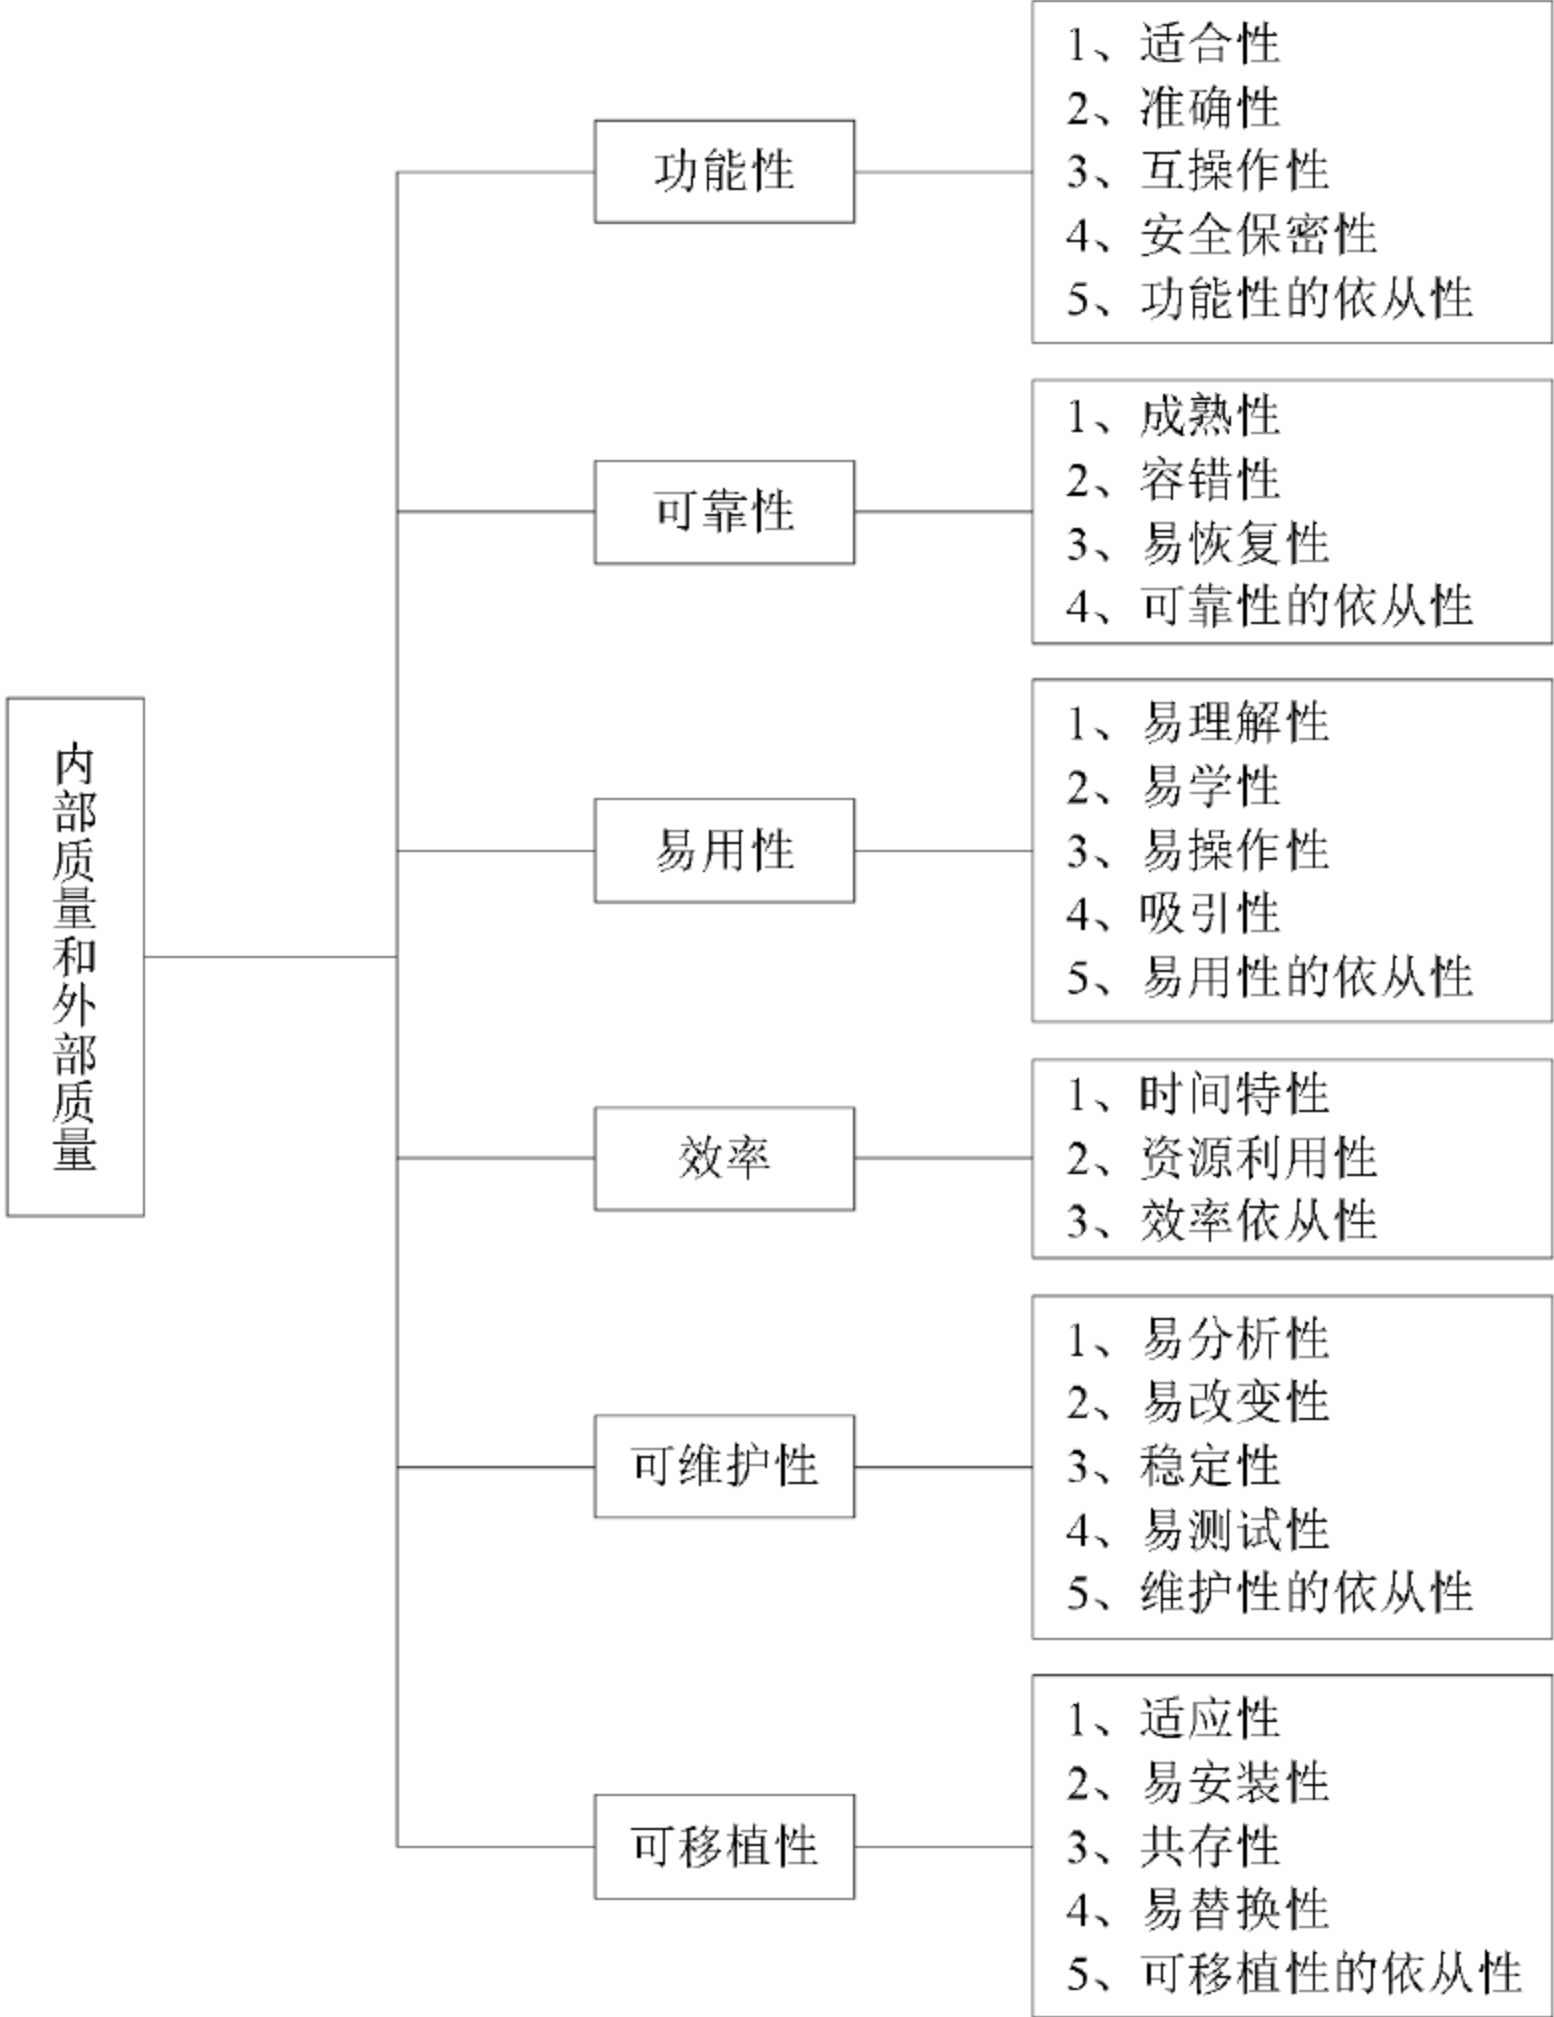 内部质量和外部质量
功能性
1、适合性
2、准确性
3、互操作性
4、安全保密性
5、功能性的依从性
可靠性
1、成熟性
2、容错性
3、易恢复性
4、可靠性的依从性
易用性
1、易理解性
2、易学性
3、易操作性
4、吸引性
5、易用性的依从性
效率
1、时间特性
2、资源利用性
3、效率依从性
可维护性
1、易分析性
2、易改变性
3、稳定性
4、易测试性
5、维护性的依从性
可移植性
1、适应性
2、易安装性
3、共存性
4、易替换性
5、可移植性的依从性